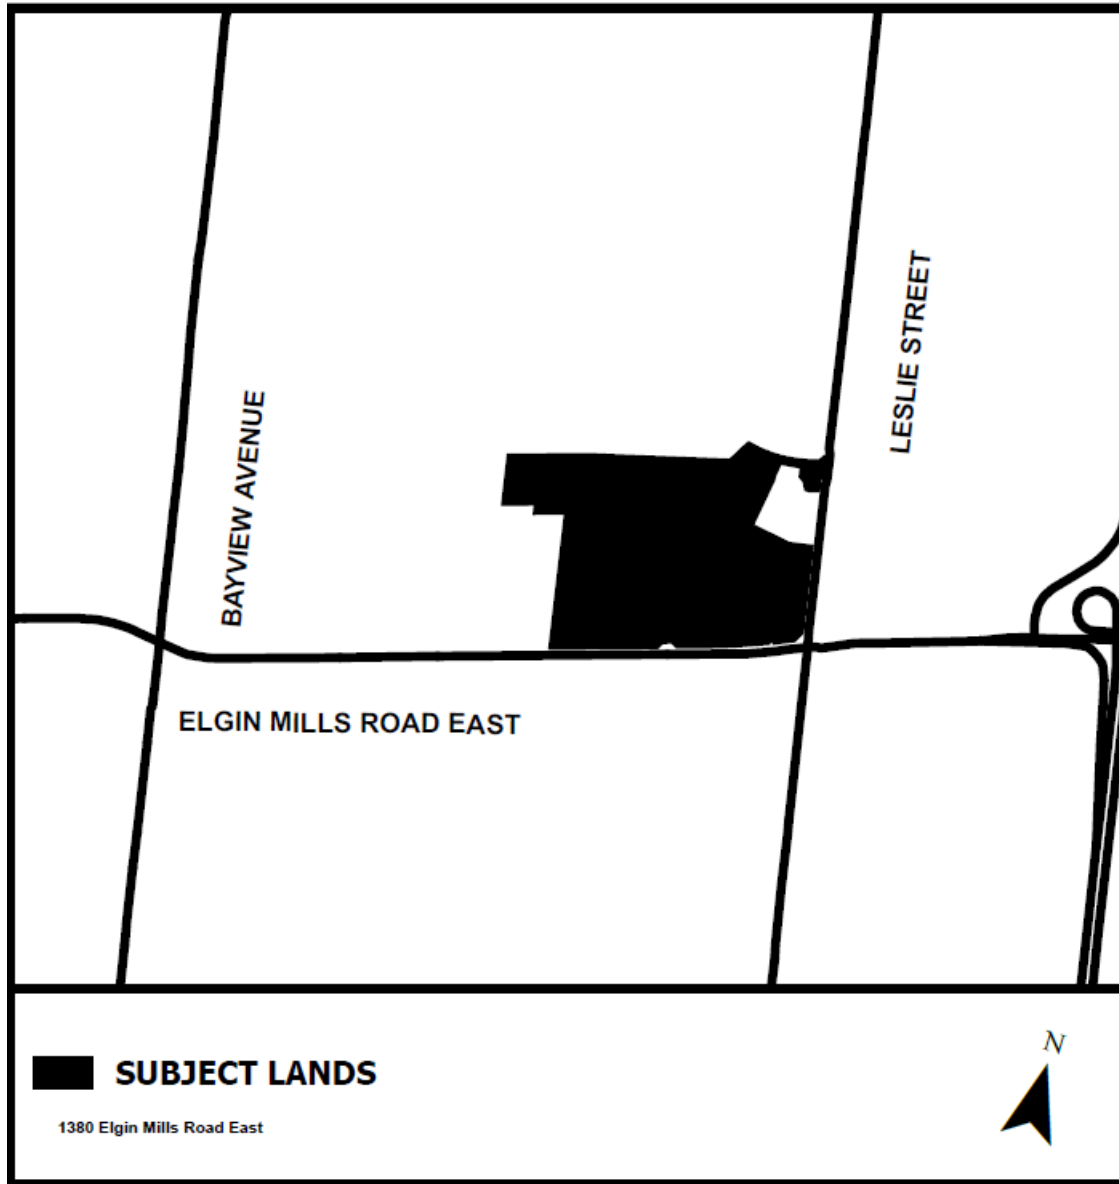 LESLIE STREET
BAYVIEW AVENUE
ELGIN MILLS ROAD EAST
N
SUBJECT LANDS
1380 Elgin Mills Road East